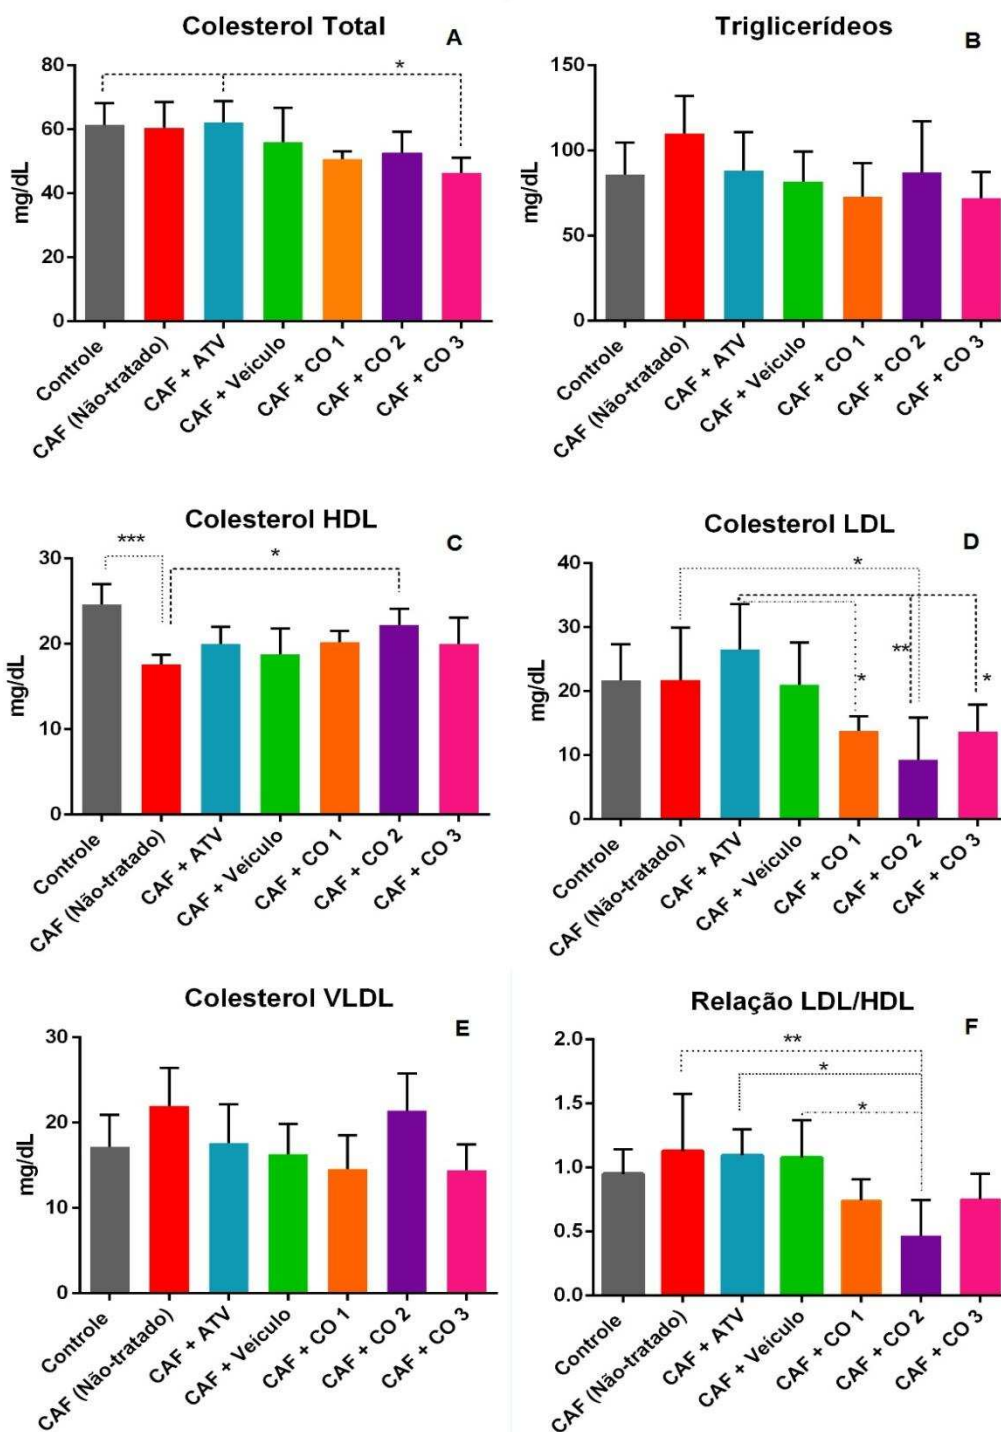 Colesterol Total
A
mg/dL
80
60
40
20
0
*
Controle
CAF (Não-tratado)
CAF + ATV
CAF + Veículo
CAF + CO 1
CAF + CO 2
CAF + CO 3
Triglicerídeos
B
mg/dL
150
100
50
0
Controle
CAF (Não-tratado)
CAF + ATV
CAF + Veículo
CAF + CO 1
CAF + CO 2
CAF + CO 3
Colesterol HDL
C
mg/dL
30
20
10
0
***
*
Controle
CAF (Não-tratado)
CAF + ATV
CAF + Veículo
CAF + CO 1
CAF + CO 2
CAF + CO 3
Colesterol LDL
D
mg/dL
40
30
20
10
0
*
**
*
*
Controle
CAF (Não-tratado)
CAF + ATV
CAF + Veículo
CAF + CO 1
CAF + CO 2
CAF + CO 3
Colesterol VLDL
E
mg/dL
30
20
10
0
Controle
CAF (Não-tratado)
CAF + ATV
CAF + Veículo
CAF + CO 1
CAF + CO 2
CAF + CO 3
Relação LDL/HDL
F
2.0
1.5
1.0
0.5
0.0
**
*
*
Controle
CAF (Não-tratado)
CAF + ATV
CAF + Veículo
CAF + CO 1
CAF + CO 2
CAF + CO 3